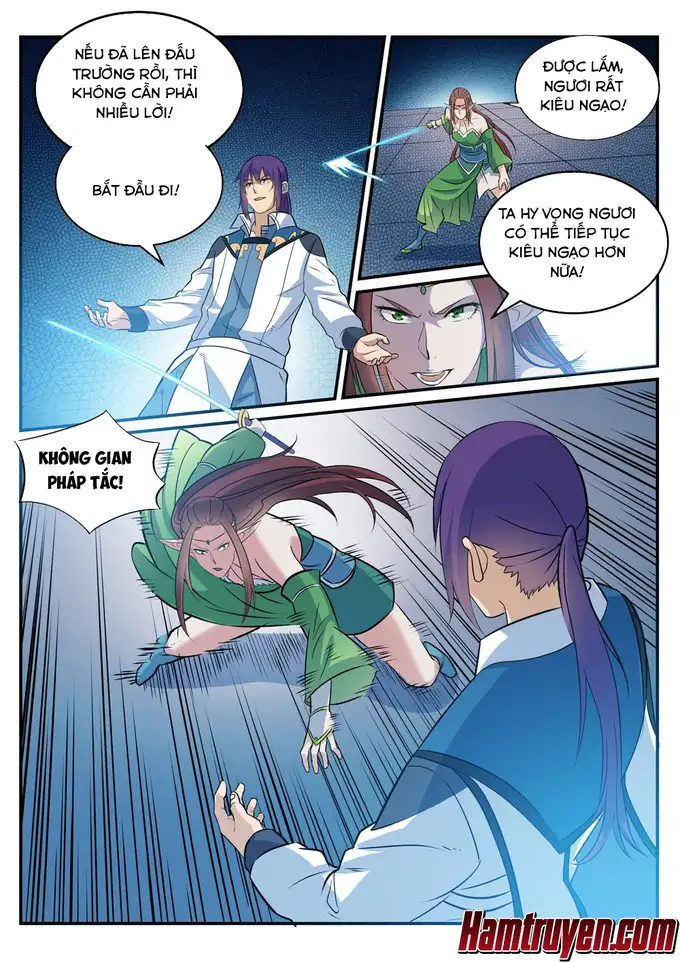 NẾU ĐÃ LÊN ĐẤU
TRƯỜNG RỒI, THÌ
KHÔNG CẦN PHẢI
NHIỀU LỜI!
BẮT ĐẦU ĐI!
ĐƯỢC LẮM,
NGƯƠI RẤT
KIÊU NGẠO!
TA HY VỌNG NGƯƠI
CÓ THỂ TIẾP TỤC
KIÊU NGẠO HƠN
NỮA!
KHÔNG GIAN
PHÁP TẮC!
Hamtruyen.com